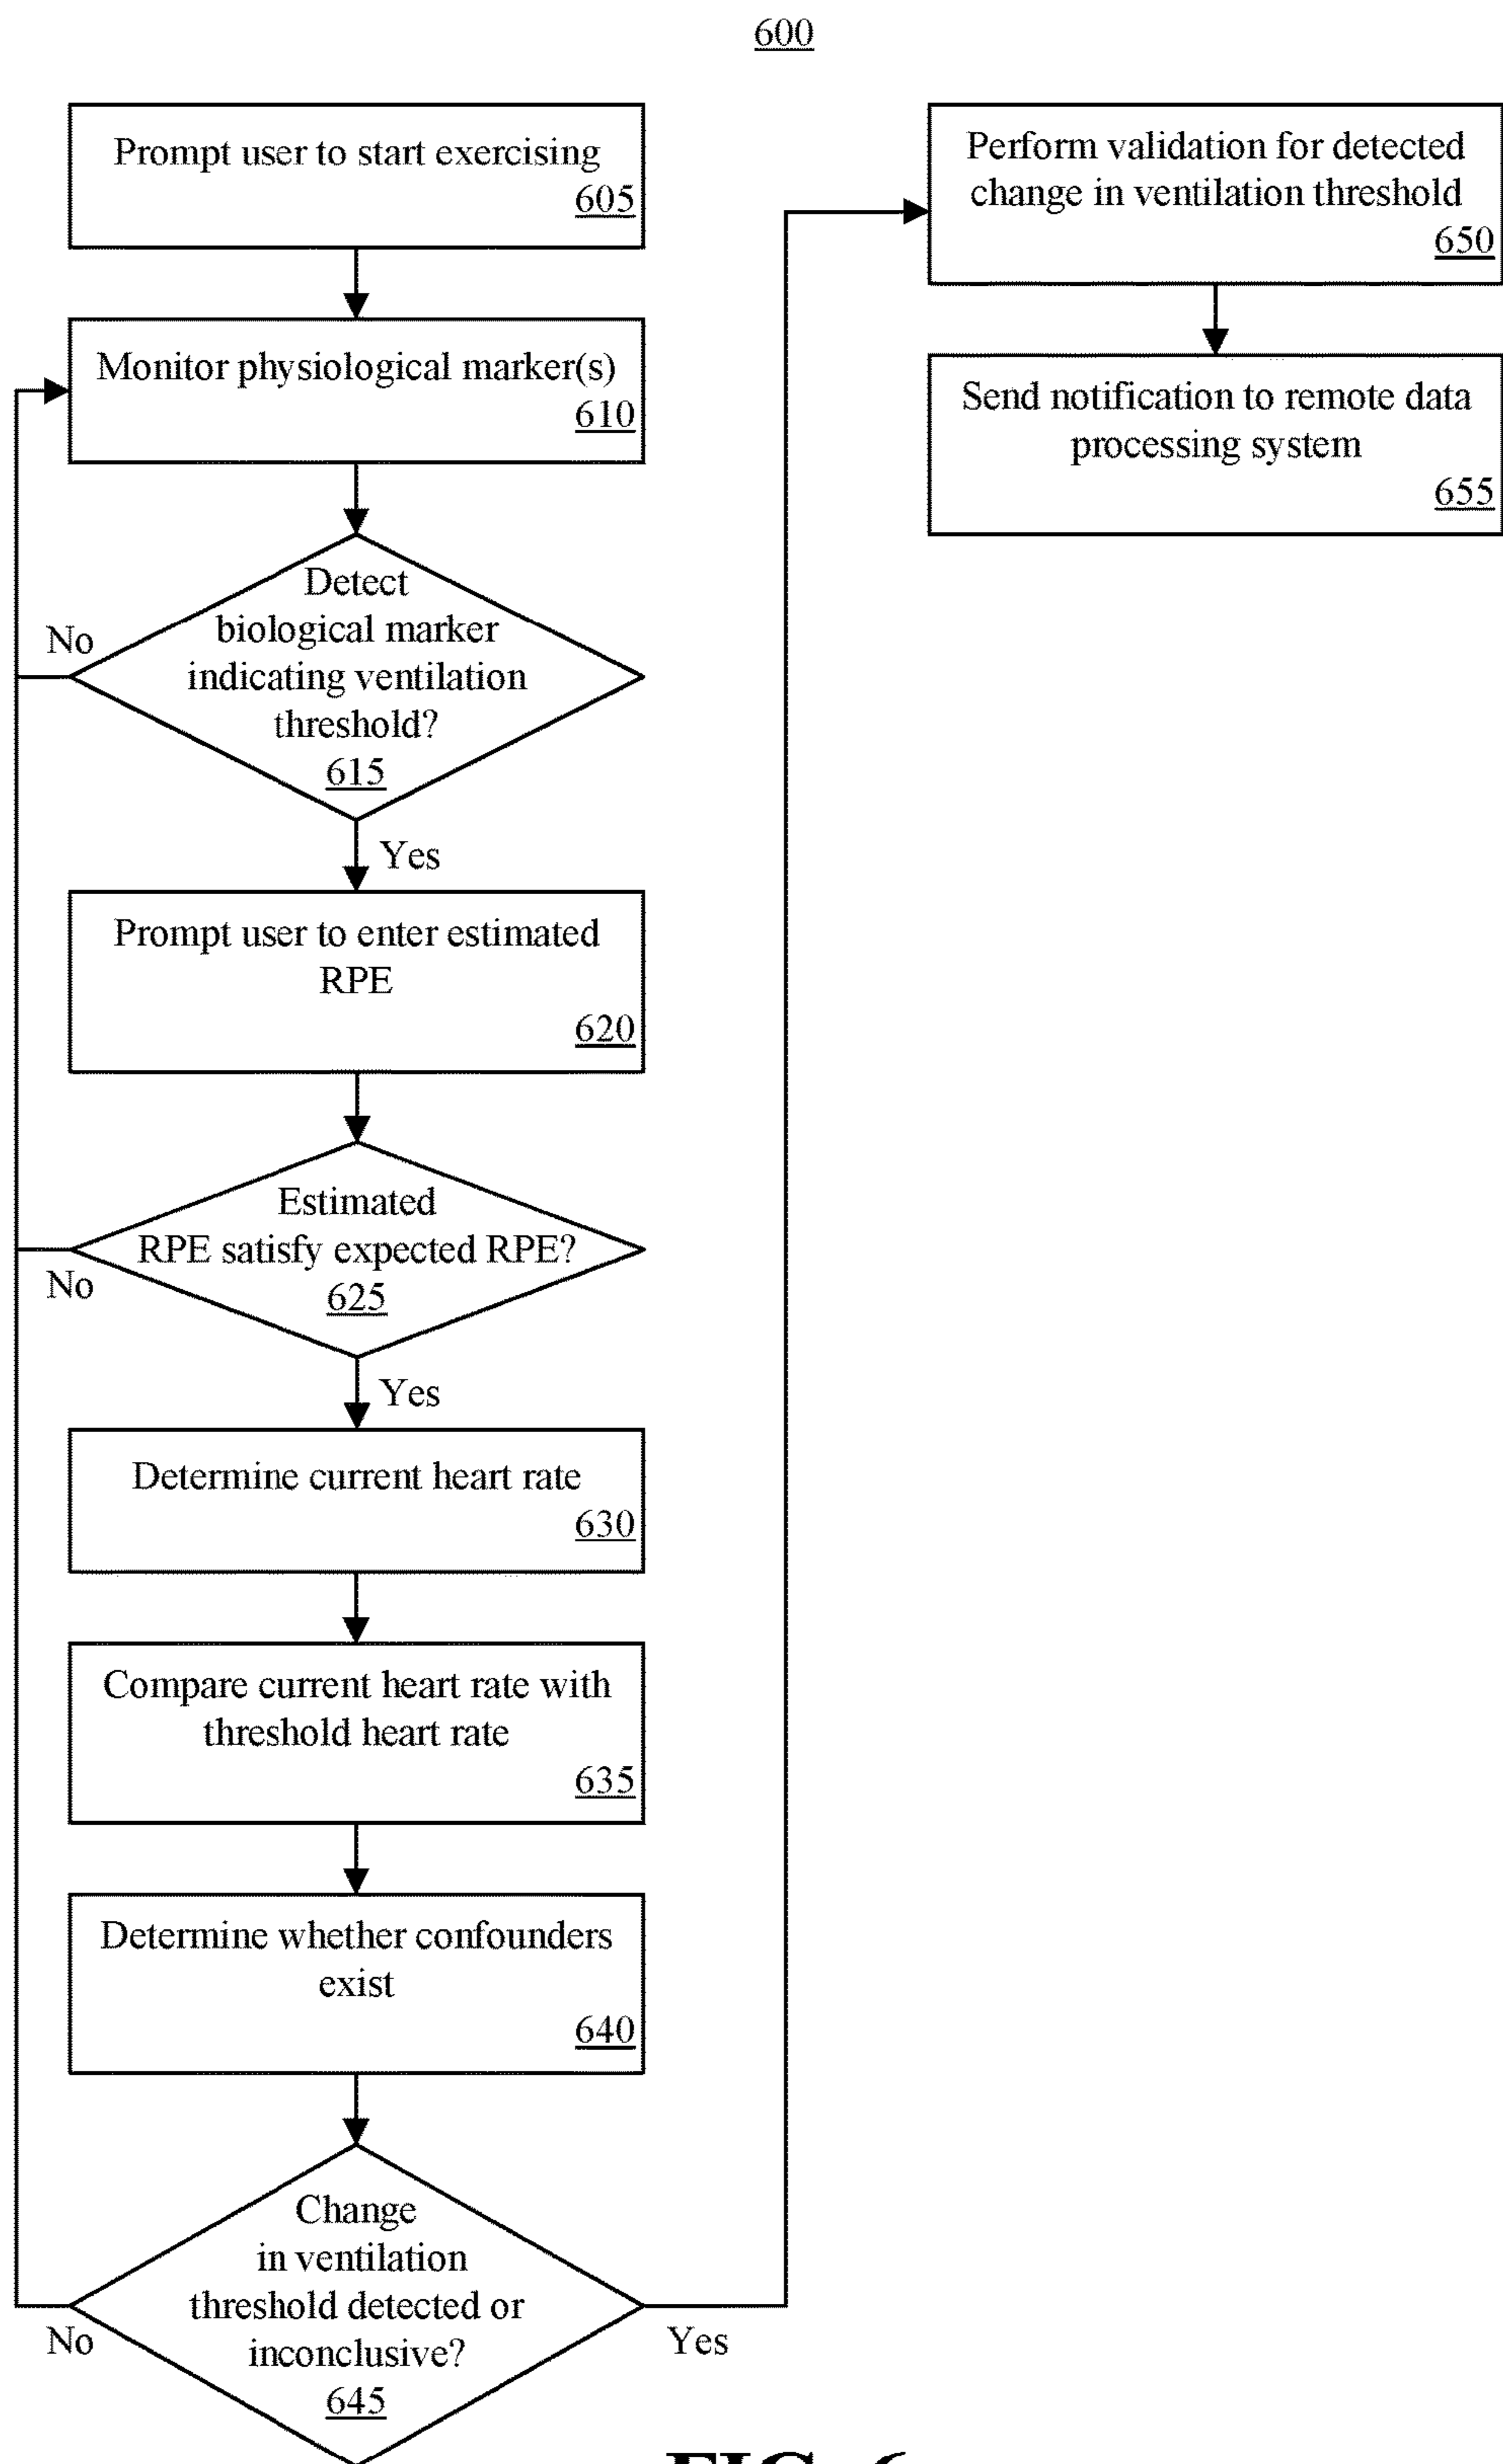 600
Prompt user to start exercising
605
Monitor physiological marker(s)
610
Detect
biological marker
indicating ventilation
threshold?
615
No
Yes
Prompt user to enter estimated
RPE
620
Estimated
RPE satisfy expected RPE?
625
No
Yes
Determine current heart rate
630
Compare current heart rate with
threshold heart rate
635
Determine whether confounders
exist
640
Change
in ventilation
threshold detected or
inconclusive?
645
No
Yes
Perform validation for detected
change in ventilation threshold
650
Send notification to remote data
processing system
655
FIG. 6